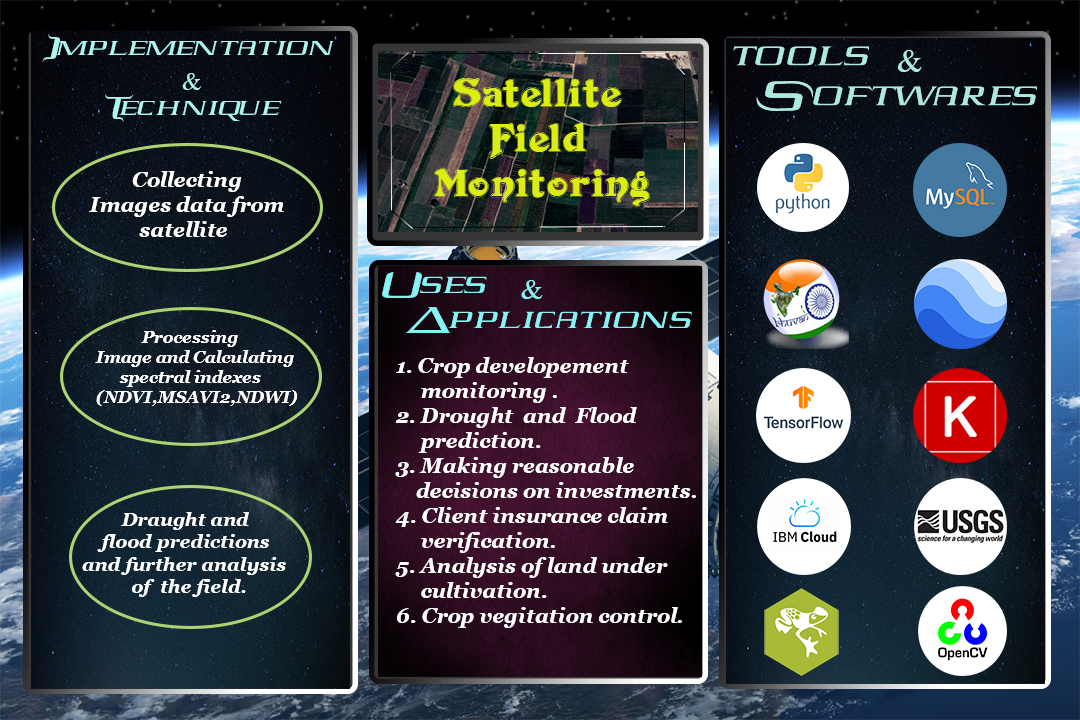 IMPLEMENTATION
&
TECHNIQUE
Collecting
Images data from
satellite
Processing
Image and Calculating
spectral indexes
(NDVI,MSAVI2,NDWI)
Draught and
flood predictions
and further analysis
of the field.
Satellite
Field
Monitoring
USES &
APPLICATIONS
1. Crop developement
monitoring .
2. Drought and Flood
prediction.
3. Making reasonable
decisions on investments.
4. Client insurance claim
verification.
5. Analysis of land under
cultivation.
6. Crop vegitation control.
TOOLS &
SOFTWARES
python
MySQL
bhuvan
TensorFlow
K
IBM Cloud
USGS
science for a changing world
OpenCV